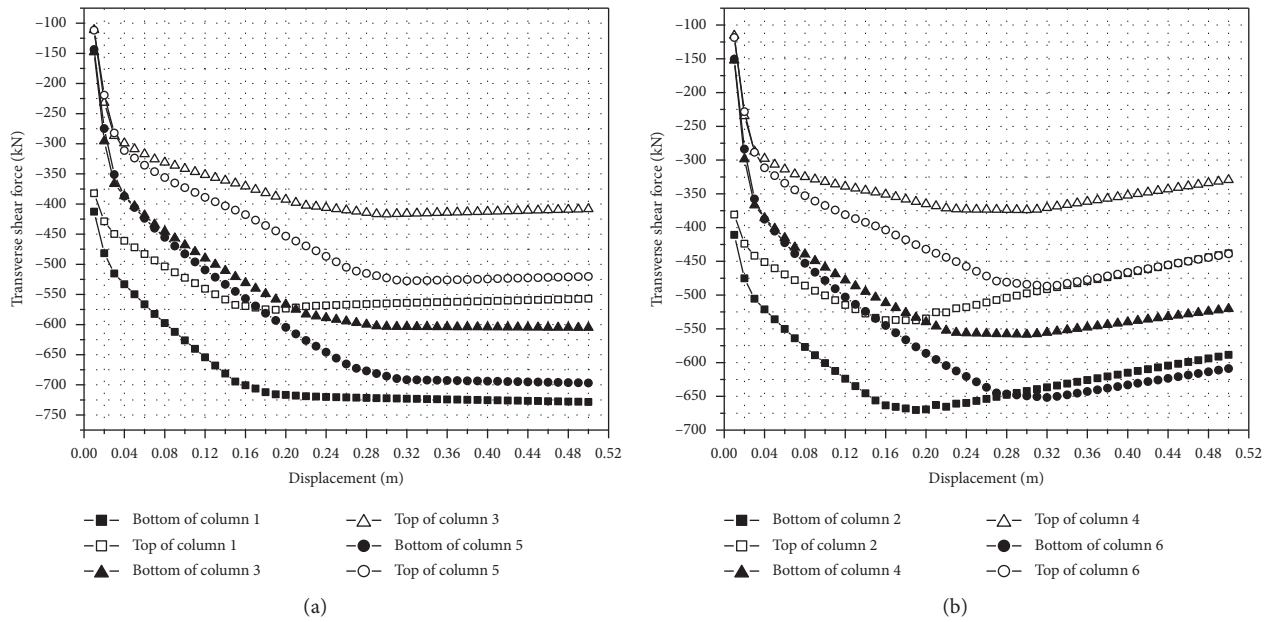 −100
−150
−200
−250
−300
−350
−400
−450
−500
−550
−600
−650
−700
−750
Transverse shear force (kN)
0.00 0.04 0.08 0.12 0.16 0.20 0.24 0.28 0.32 0.36 0.40 0.44 0.48 0.52
Displacement (m)
Bottom of column 1
Top of column 1
Bottom of column 3
Top of column 3
Bottom of column 5
Top of column 5
(a)
−100
−150
−200
−250
−300
−350
−400
−450
−500
−550
−600
−650
−700
Transverse shear force (kN)
0.00 0.04 0.08 0.12 0.16 0.20 0.24 0.28 0.32 0.36 0.40 0.44 0.48 0.52
Displacement (m)
Bottom of column 2
Top of column 2
Bottom of column 4
Top of column 4
Bottom of column 6
Top of column 6
(b)